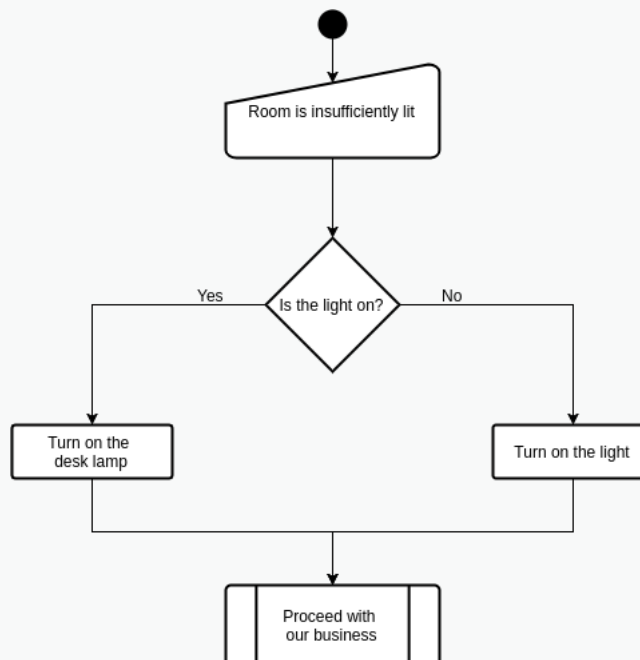 Room is insufficiently lit
Is the light on?
Yes
No
Turn on the
desk lamp
Turn on the light
Proceed with
our business